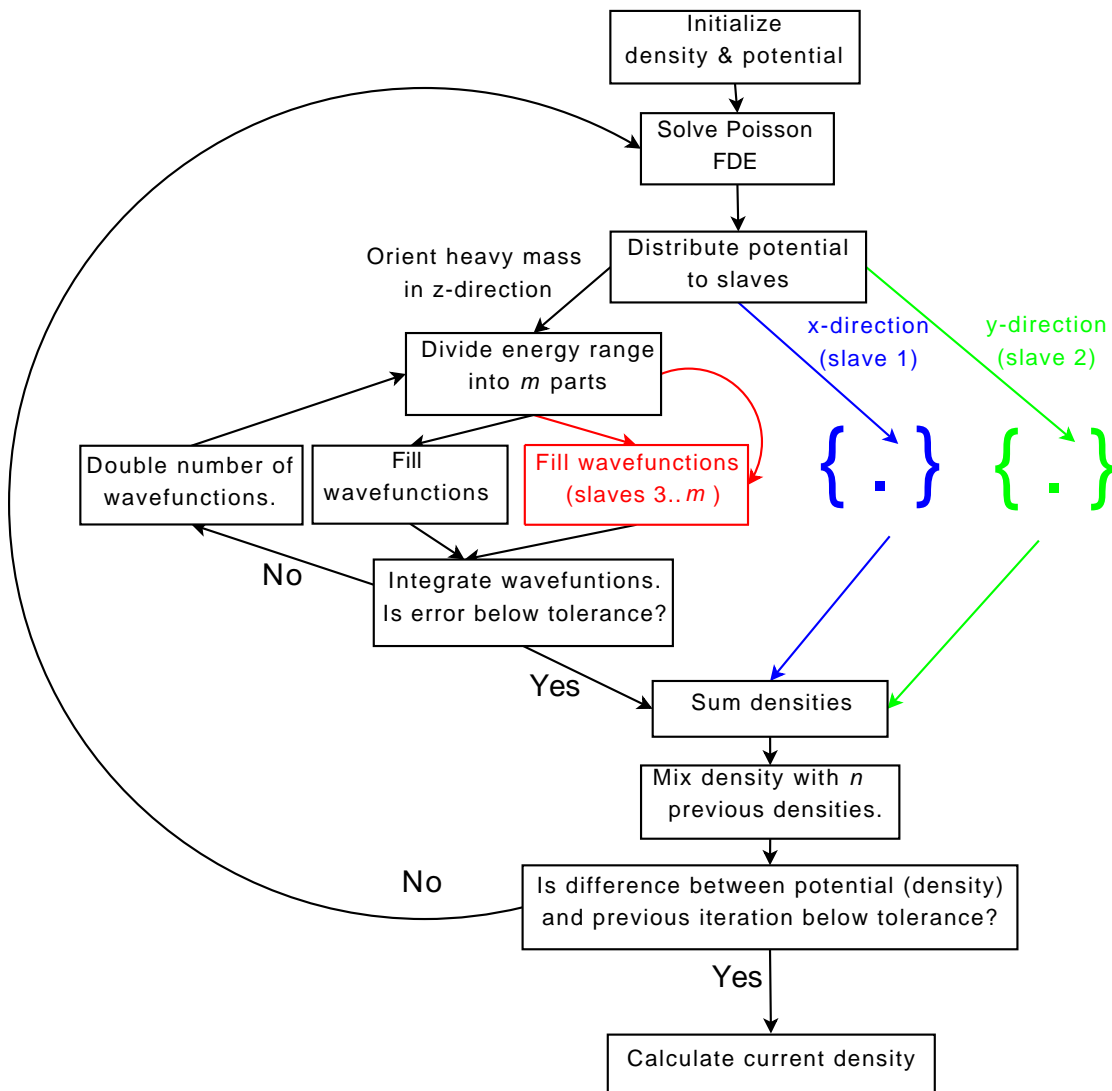 Initialize
density & potential
Solve Poisson
FDE
Distribute potential
to slaves
Orient heavy mass
in z-direction
x-direction
(slave 1)
y-direction
(slave 2)
Divide energy range
into m parts
Double number of
wavefunctions.
Fill
wavefunctions
Fill wavefunctions
(slaves 3.. m )
{ . }
{ . }
No
Integrate wavefuntions.
Is error below tolerance?
Yes
Sum densities
Mix density with n
previous densities.
No
Is difference between potential (density)
and previous iteration below tolerance?
Yes
Calculate current density